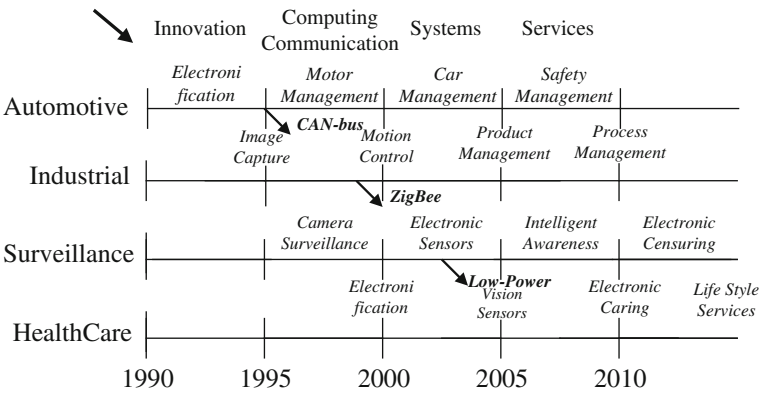 Innovation
Computing
Communication
Systems
Services
Electroni
fication
Motor
Management
Car
Management
Safety
Management
Automotive
CAN-bus
Image
Capture
Motion
Control
Product
Management
Process
Management
Industrial
ZigBee
Camera
Surveillance
Electronic
Sensors
Intelligent
Awareness
Electronic
Censuring
Surveillance
Low-Power
Electroni
fication
Vision
Sensors
Electronic
Caring
Life Style
Services
HealthCare
1990 1995 2000 2005 2010